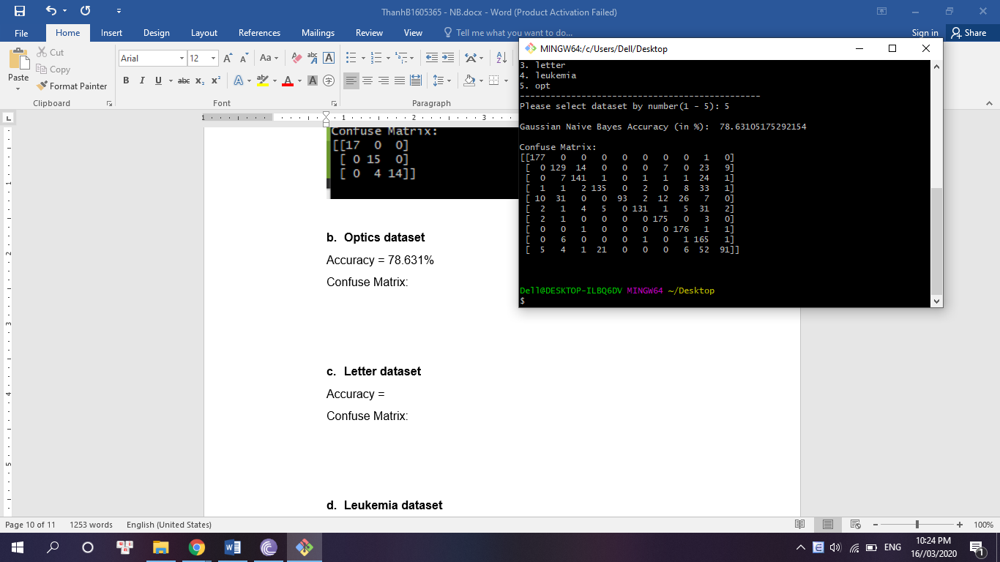 ThanhB1605365 - NB.docx - Word (Product Activation Failed)
File Home Insert Design Layout References Mailings Review View Tell me what you want to do... Sign in Share
Paste
Cut
Copy
Format Painter
Clipboard
Arial 12
Aa
B I U abc x₂ x²
Font
Paragraph
Confuse Matrix:
[[17 0 0]
[ 0 15 0]
[ 0 4 14]]
b. Optics dataset
Accuracy = 78.631%
Confuse Matrix:
c. Letter dataset
Accuracy =
Confuse Matrix:
d. Leukemia dataset
MINGW64:/c/Users/Dell/Desktop
3. letter
4. leukemia
5. opt
-----------------------------------------------
Please select dataset by number(1 - 5): 5
Gaussian Naive Bayes Accuracy (in %): 78.63105175292154
Confuse Matrix:
[[177 0 0 0 0 0 0 0 1 0]
[ 0 129 14 0 0 0 7 0 23 9]
[ 0 7 141 1 0 1 1 1 24 1]
[ 1 1 2 135 0 2 0 8 33 1]
[ 10 31 0 0 93 2 12 26 7 0]
[ 2 1 4 5 0 131 1 5 31 2]
[ 2 1 0 0 0 0 175 0 3 0]
[ 0 0 1 0 0 0 0 176 1 1]
[ 0 6 0 0 0 1 0 1 165 1]
[ 5 4 1 21 0 0 0 6 52 91]]
Dell@DESKTOP-ILBQ6DV MINGW64 ~/Desktop
$
Page 10 of 11 1253 words English (United States) 100%
ENG
10:24 PM
16//03/2020
1